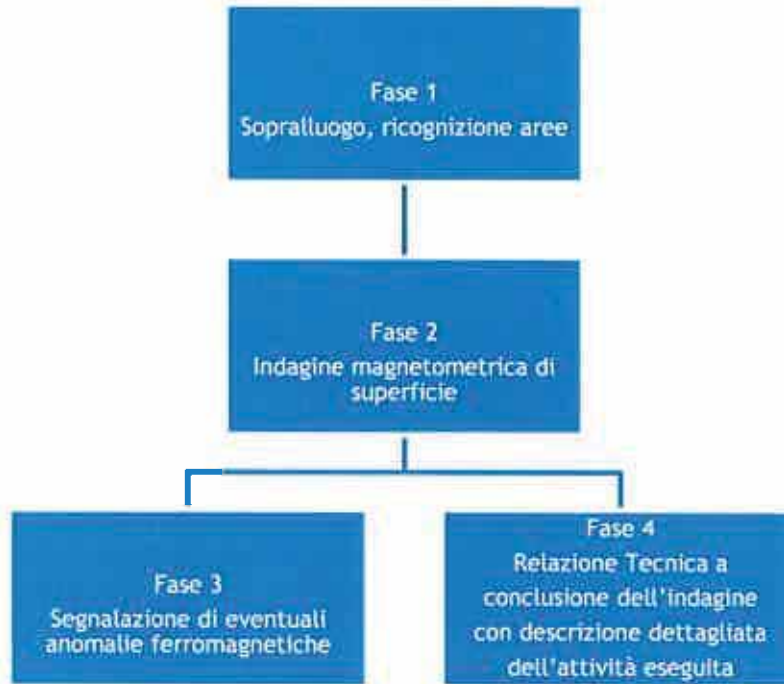 Fase 1
Sopralluogo, ricognizione aree
Fase 2
Indagine magnetometrica di
superficie
Fase 3
Segnalazione di eventuali
anomalie ferromagnetiche
Fase 4
Relazione Tecnica a
conclusione dell'indagine
con descrizione dettagliata
dell'attività eseguita